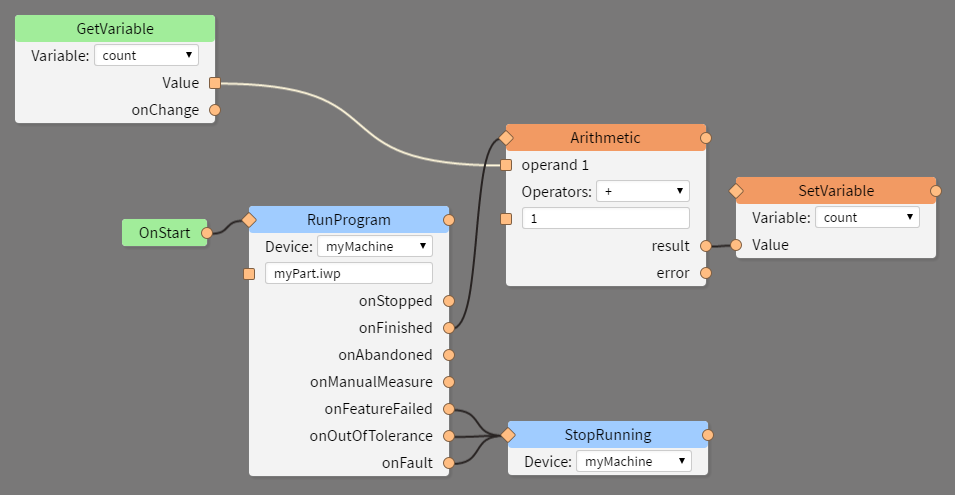 GetVariable
Variable: count
Value
onChange
OnStart
RunProgram
Device: myMachine
myPart.iwp
onStopped
onFinished
onAbandoned
onManualMeasure
onFeatureFailed
onOutOfTolerance
onFault
Arithmetic
operand 1
Operators: +
1
result
error
SetVariable
Variable: count
Value
StopRunning
Device: myMachine